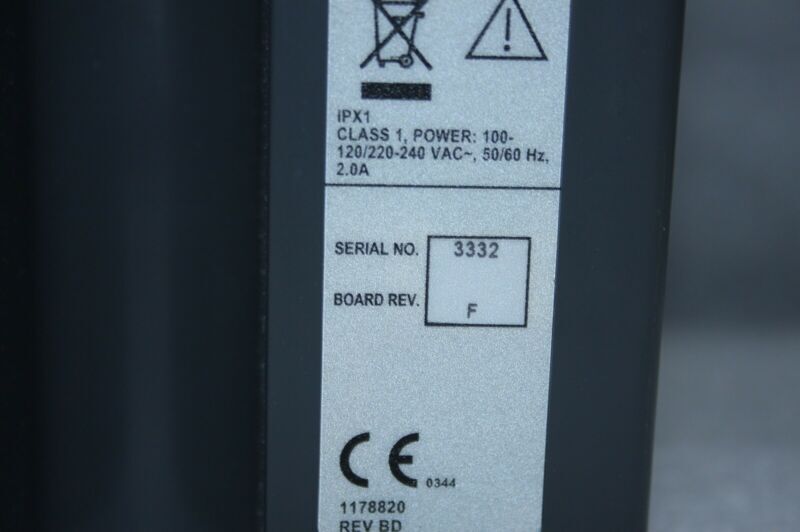 iPX1
CLASS 1, POWER: 100-
120/220-240 VAC~, 50/60 Hz,
2.0A
SERIAL NO. 3332
BOARD REV. F
CE 0344
1178820
REV BD